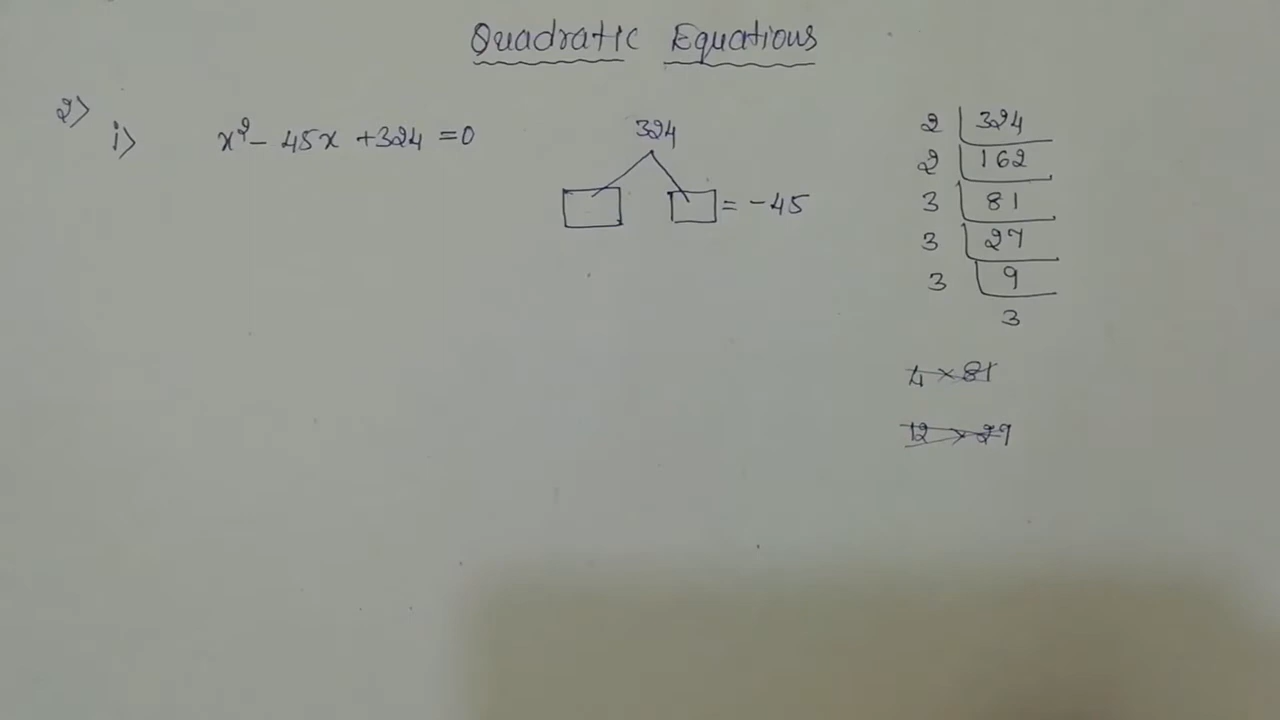 Quadratic Equations
2>
i> x² - 45x + 324 = 0
324
= -45
2 | 324
2 | 162
3 | 81
3 | 27
3 | 9
3
4 × 81
12 ×